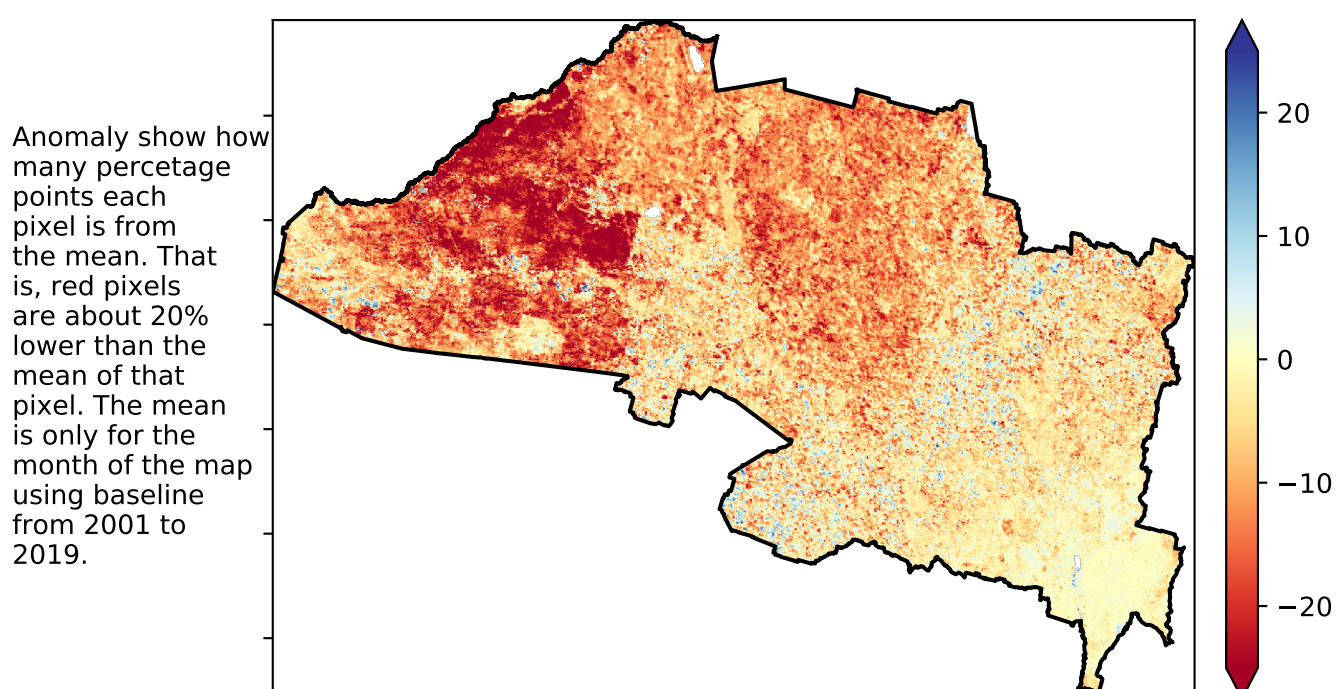 Anomaly show how
many percetage
points each
pixel is from
the mean. That
is, red pixels
are about 20%
lower than the
mean of that
pixel. The mean
is only for the
month of the map
using baseline
from 2001 to
2019.
20
10
0
−10
−20